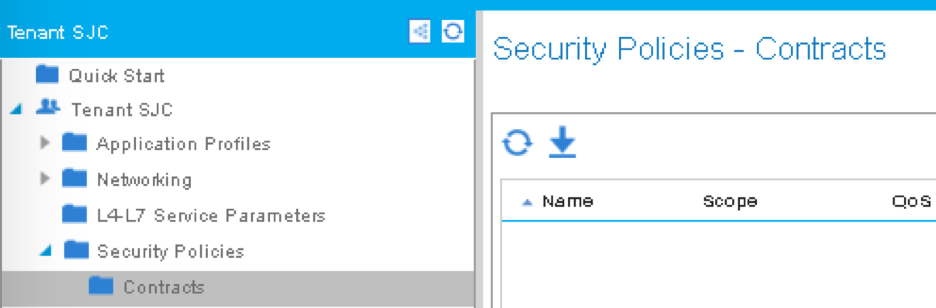 Tenant SJC
Quick Start
Tenant SJC
Application Profiles
Networking
L4-L7 Service Parameters
Security Policies
Contracts
Security Policies - Contracts
Name Scope QoS